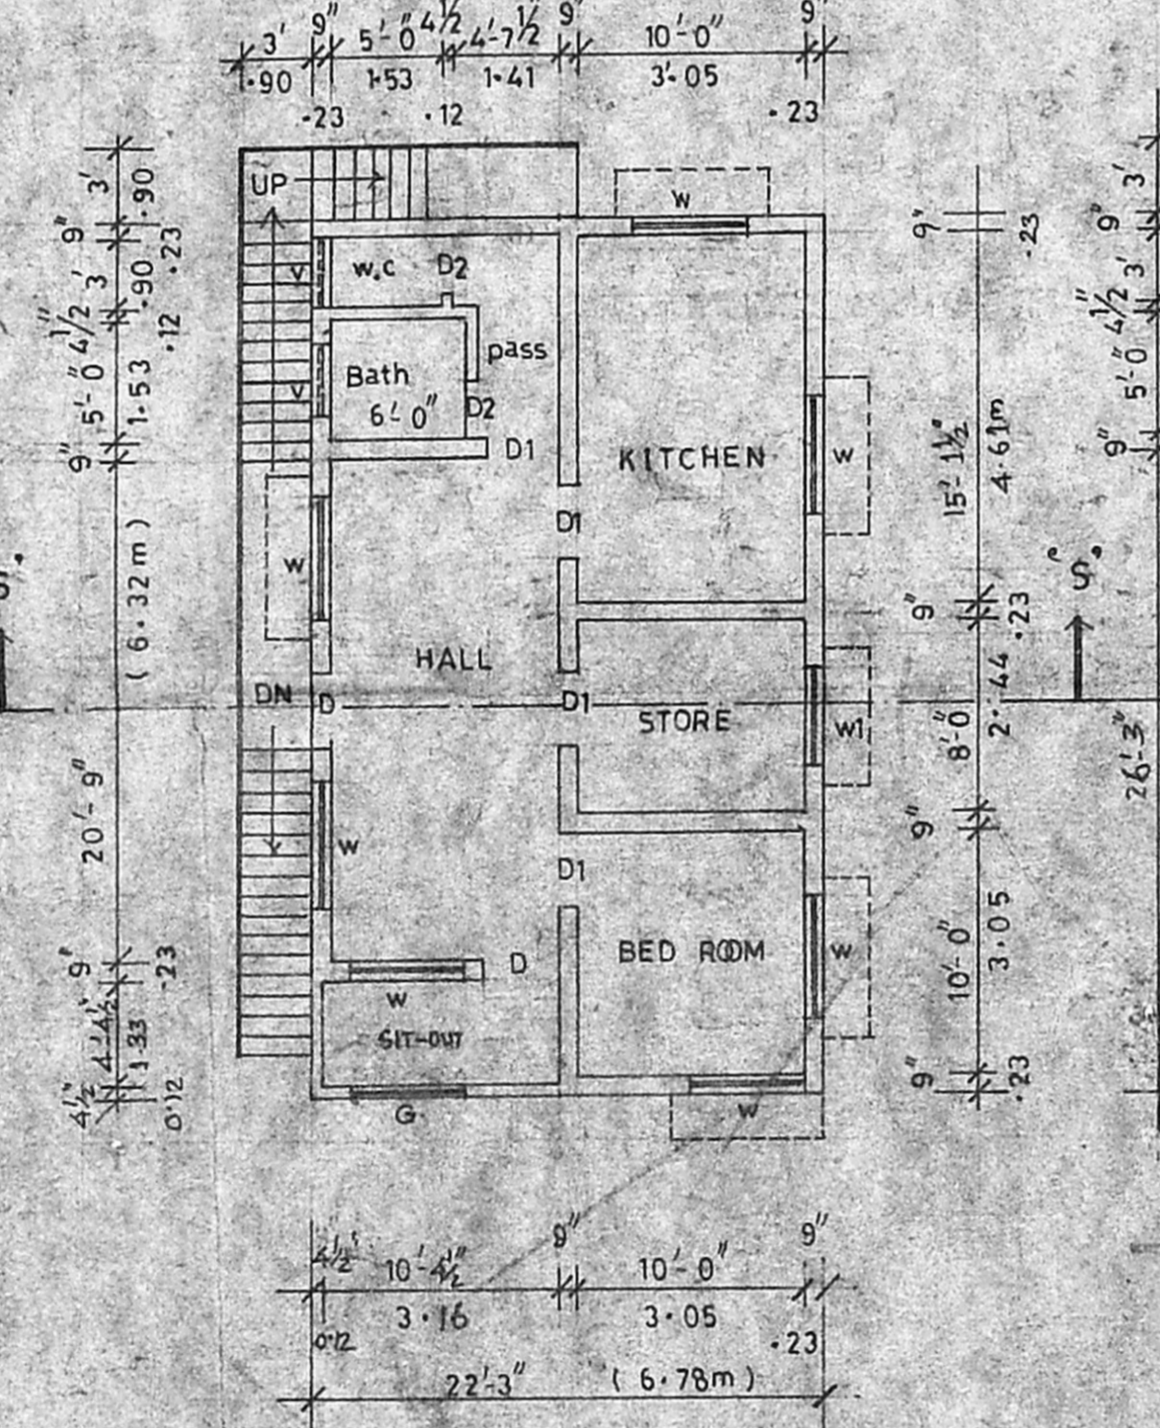 3' 9" 5'-0" 4½ 4'-7½" 9" 10'-0" 9"
1.90 1.53 1.41 3.05
.23 .12 .23
UP
W
3' .90
9" .23
3' .90
4½" .12
5'-0" 1.53
9"
w.c D2
V
pass
Bath
6'-0"
V
D2
D1
KITCHEN
W
D1
W
HALL
DN D
D1
STORE
W1
W
D1
D
BED ROOM
W
W
SIT-OUT
G.
W
(6.32m)
20'-9"
9" .23
4'-4½" 1.33
4½" 0.12
9" .23
15'-1½" 4.61m
9" .23
8'-0" 2.44
9"
10'-0" 3.05
9" .23
'S'.
3'
9"
3'
4½"
5'-0"
9"
26'-3"
4½" 10'-4½" 9" 10'-0" 9"
0.12 3.16 3.05 .23
22'-3" (6.78m)